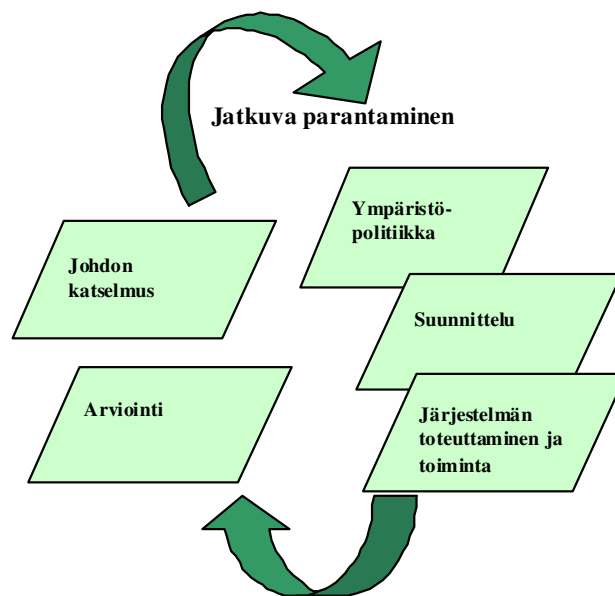 Jatkuva parantaminen
Ympäristö-
politiikka
Johdon
katselmus
Suunnittelu
Arviointi
Järjestelmän
toteuttaminen ja
toiminta